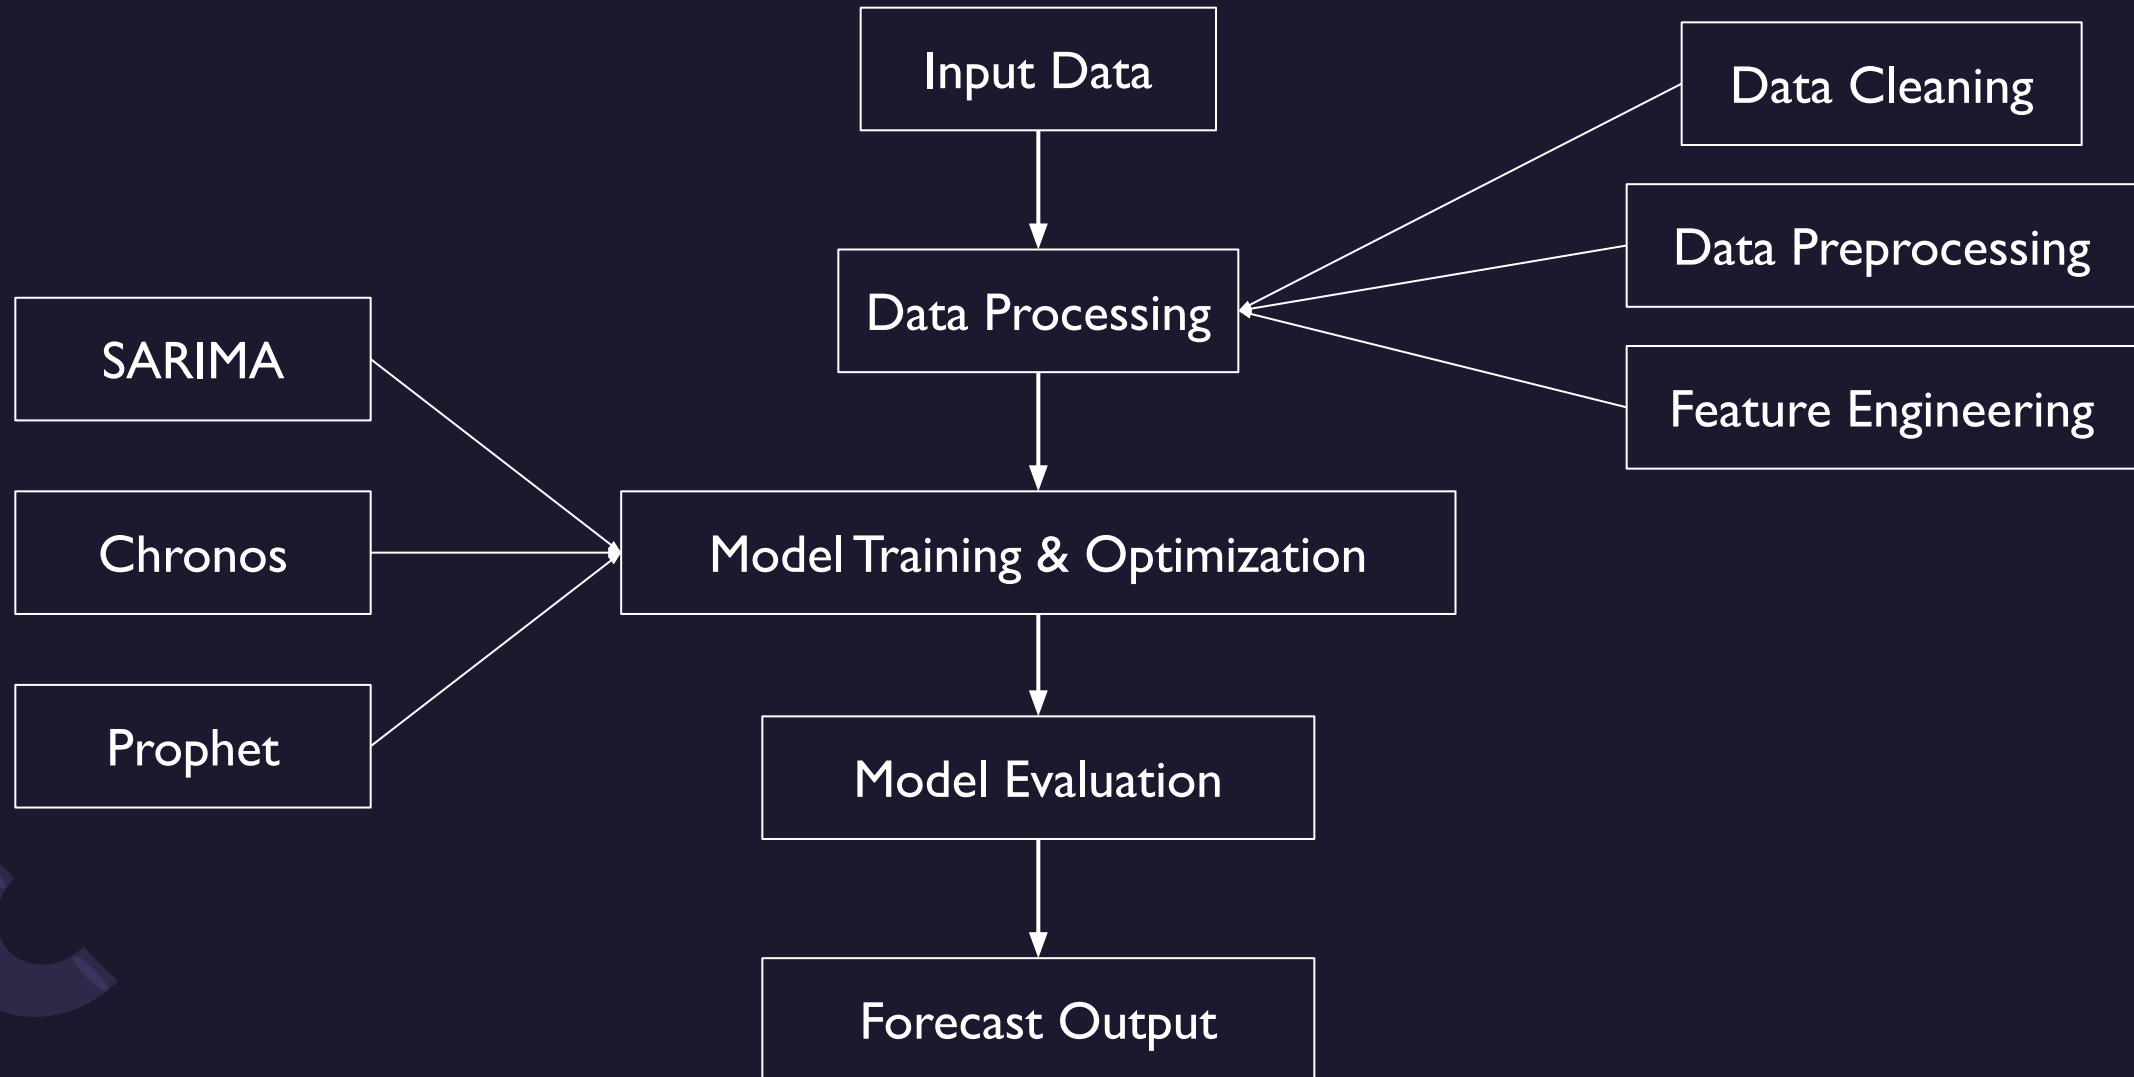 Input Data
Data Cleaning
Data Preprocessing
Data Processing
Feature Engineering
SARIMA
Chronos
Model Training & Optimization
Prophet
Model Evaluation
Forecast Output